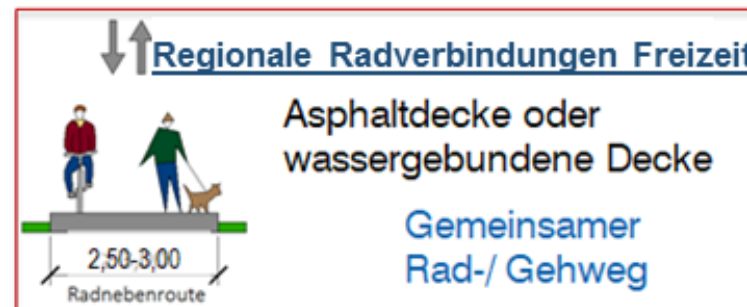 Regionale Radverbindungen Freizeit
Asphaltdecke oder
wassergebundene Decke
Gemeinsamer
Rad-/ Gehweg
2,50-3,00
Radnebenroute